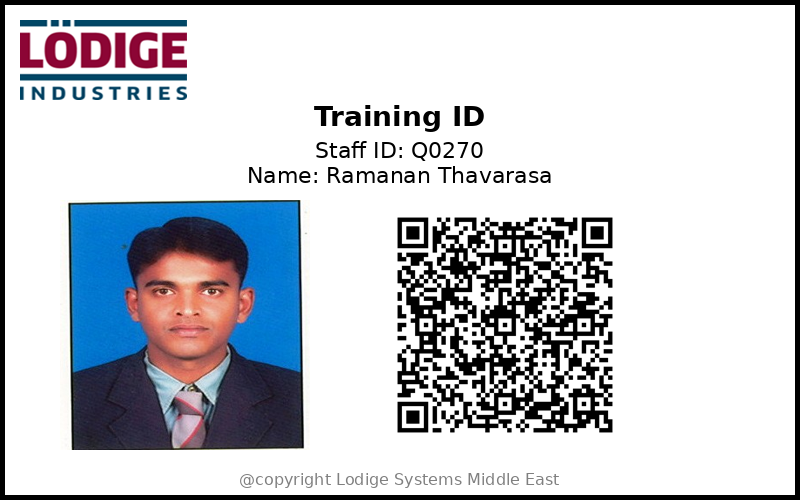 LÖDIGE
INDUSTRIES
Training ID
Staff ID: Q0270
Name: Ramanan Thavarasa
@copyright Lodige Systems Middle East